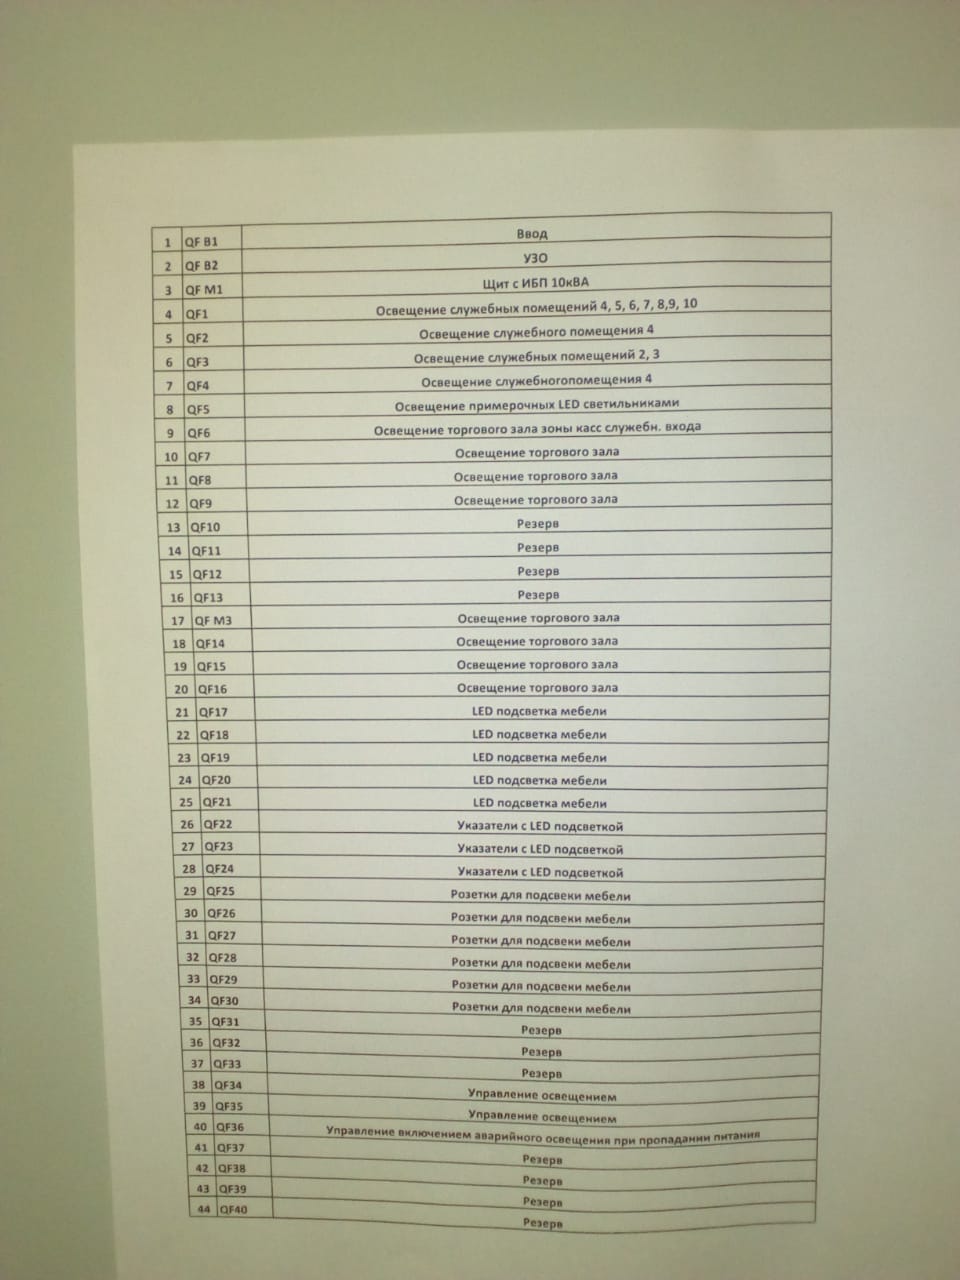 1 QF B1 Ввод
2 QF B2 УЗО
3 QF M1 Щит с ИБП 10кВА
4 QF1 Освещение служебных помещений 4, 5, 6, 7, 8,9, 10
5 QF2 Освещение служебного помещения 4
6 QF3 Освещение служебных помещений 2, 3
7 QF4 Освещение служебногопомещения 4
8 QF5 Освещение примерочных LED светильниками
9 QF6 Освещение торгового зала зоны касс служебн. входа
10 QF7 Освещение торгового зала
11 QF8 Освещение торгового зала
12 QF9 Освещение торгового зала
13 QF10 Резерв
14 QF11 Резерв
15 QF12 Резерв
16 QF13 Резерв
17 QF M3 Освещение торгового зала
18 QF14 Освещение торгового зала
19 QF15 Освещение торгового зала
20 QF16 Освещение торгового зала
21 QF17 LED подсветка мебели
22 QF18 LED подсветка мебели
23 QF19 LED подсветка мебели
24 QF20 LED подсветка мебели
25 QF21 LED подсветка мебели
26 QF22 Указатели с LED подсветкой
27 QF23 Указатели с LED подсветкой
28 QF24 Указатели с LED подсветкой
29 QF25 Розетки для подсвеки мебели
30 QF26 Розетки для подсвеки мебели
31 QF27 Розетки для подсвеки мебели
32 QF28 Розетки для подсвеки мебели
33 QF29 Розетки для подсвеки мебели
34 QF30 Розетки для подсвеки мебели
35 QF31 Резерв
36 QF32 Резерв
37 QF33 Резерв
38 QF34 Управление освещением
39 QF35 Управление освещением
40 QF36 Управление включением аварийного освещения при пропадании питания
41 QF37 Резерв
42 QF38 Резерв
43 QF39 Резерв
44 QF40 Резерв